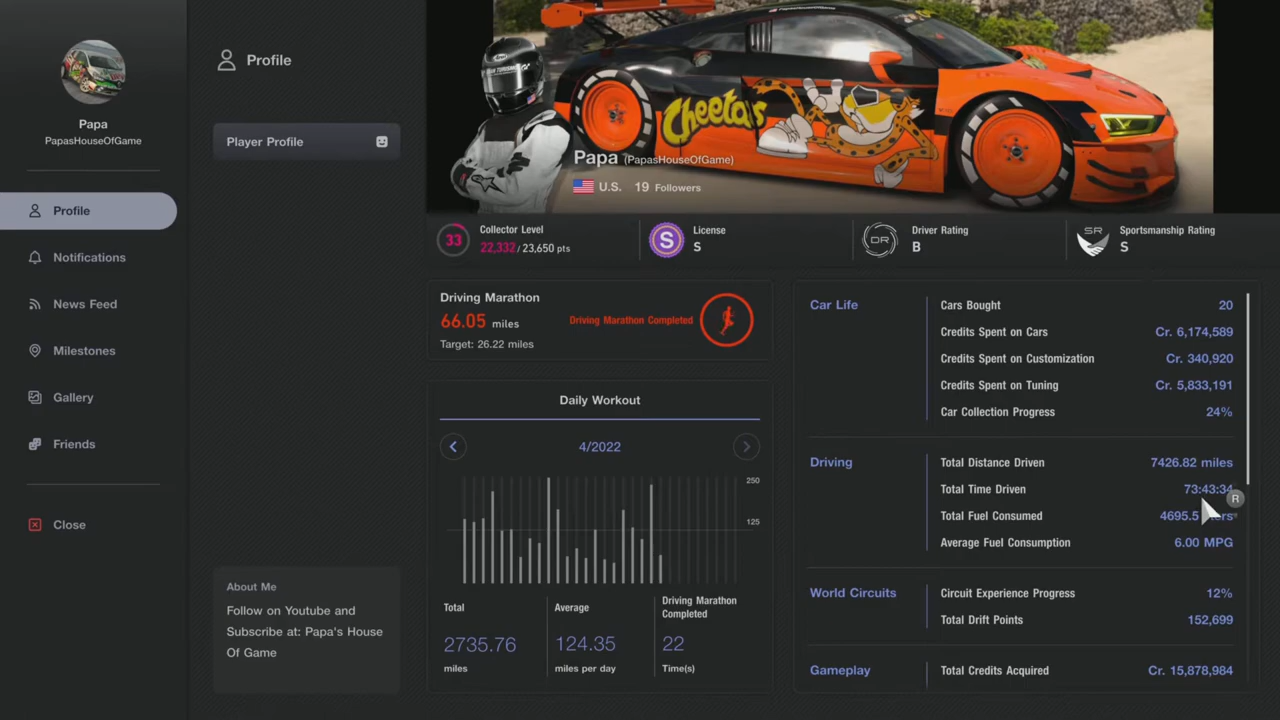 Papa
PapasHouseOfGame
Profile
Notifications
News Feed
Milestones
Gallery
Friends
Close
Profile
Player Profile
About Me
Follow on Youtube and
Subscribe at: Papa's House
Of Game
GRAN TURISMO
Cheetos
Papa (PapasHouseOfGame)
U.S. 19 Followers
33
Collector Level
22,332 / 23,650 pts
S
License
S
DR
Driver Rating
B
SR
Sportsmanship Rating
S
Driving Marathon
66.05 miles
Target: 26.22 miles
Driving Marathon Completed
Daily Workout
4/2022
250
125
Total
2735.76
miles
Average
124.35
miles per day
Driving Marathon
Completed
22
Time(s)
Car Life
Cars Bought 20
Credits Spent on Cars Cr. 6,174,589
Credits Spent on Customization Cr. 340,920
Credits Spent on Tuning Cr. 5,833,191
Car Collection Progress 24%
Driving
Total Distance Driven 7426.82 miles
Total Time Driven 73:43:34
R
Total Fuel Consumed 4695.5
Average Fuel Consumption 6.00 MPG
World Circuits
Circuit Experience Progress 12%
Total Drift Points 152,699
Gameplay
Total Credits Acquired Cr. 15,878,984